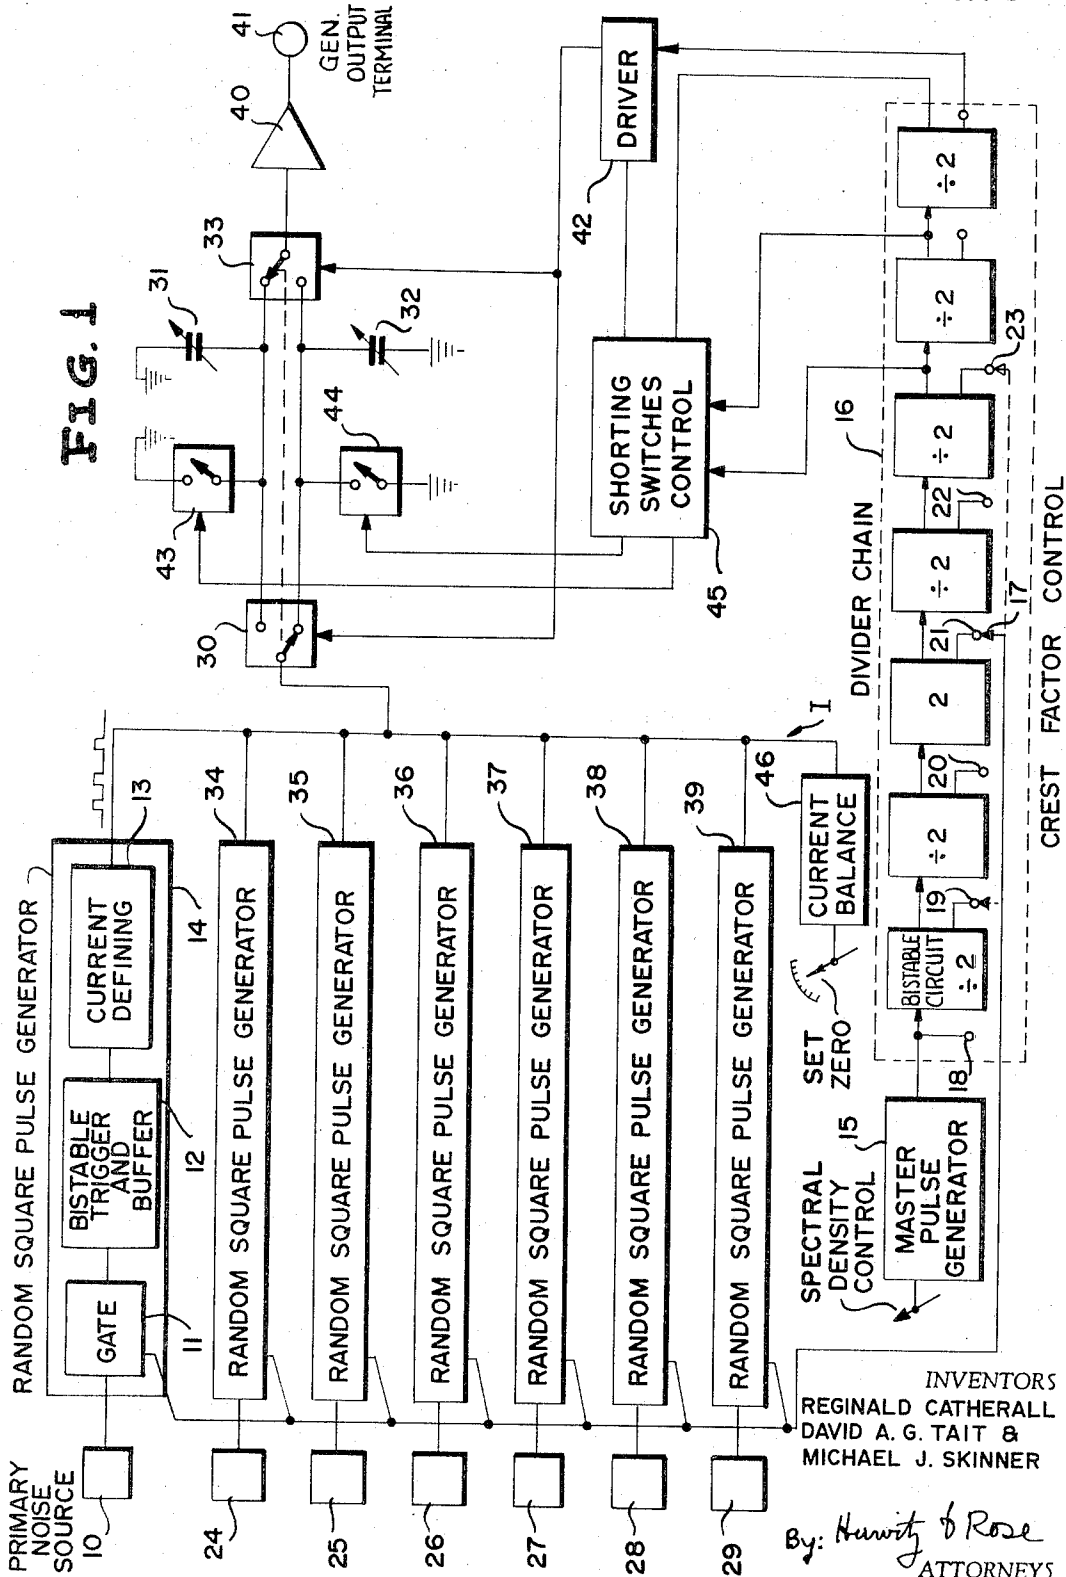 FIG. 1
PRIMARY
NOISE
SOURCE
10
RANDOM SQUARE PULSE GENERATOR
GATE
11
BISTABLE
TRIGGER
AND
BUFFER
12
CURRENT
DEFINING
13
14
24
RANDOM SQUARE PULSE GENERATOR
34
25
RANDOM SQUARE PULSE GENERATOR
35
26
RANDOM SQUARE PULSE GENERATOR
36
27
RANDOM SQUARE PULSE GENERATOR
37
28
RANDOM SQUARE PULSE GENERATOR
38
29
RANDOM SQUARE PULSE GENERATOR
39
I
SET
ZERO
CURRENT
BALANCE
46
30
43
44
31
32
33
40
41
GEN.
OUTPUT
TERMINAL
DRIVER
42
SHORTING
SWITCHES
CONTROL
45
SPECTRAL
DENSITY
CONTROL
15
MASTER
PULSE
GENERATOR
18
DIVIDER CHAIN
16
BISTABLE
CIRCUIT
÷2
19
÷2
20
2
21
17
÷2
22
÷2
23
÷2
÷2
CREST FACTOR CONTROL
INVENTORS
REGINALD CATHERALL
DAVID A. G. TAIT &
MICHAEL J. SKINNER
By: Hurwitz & Rose
ATTORNEYS